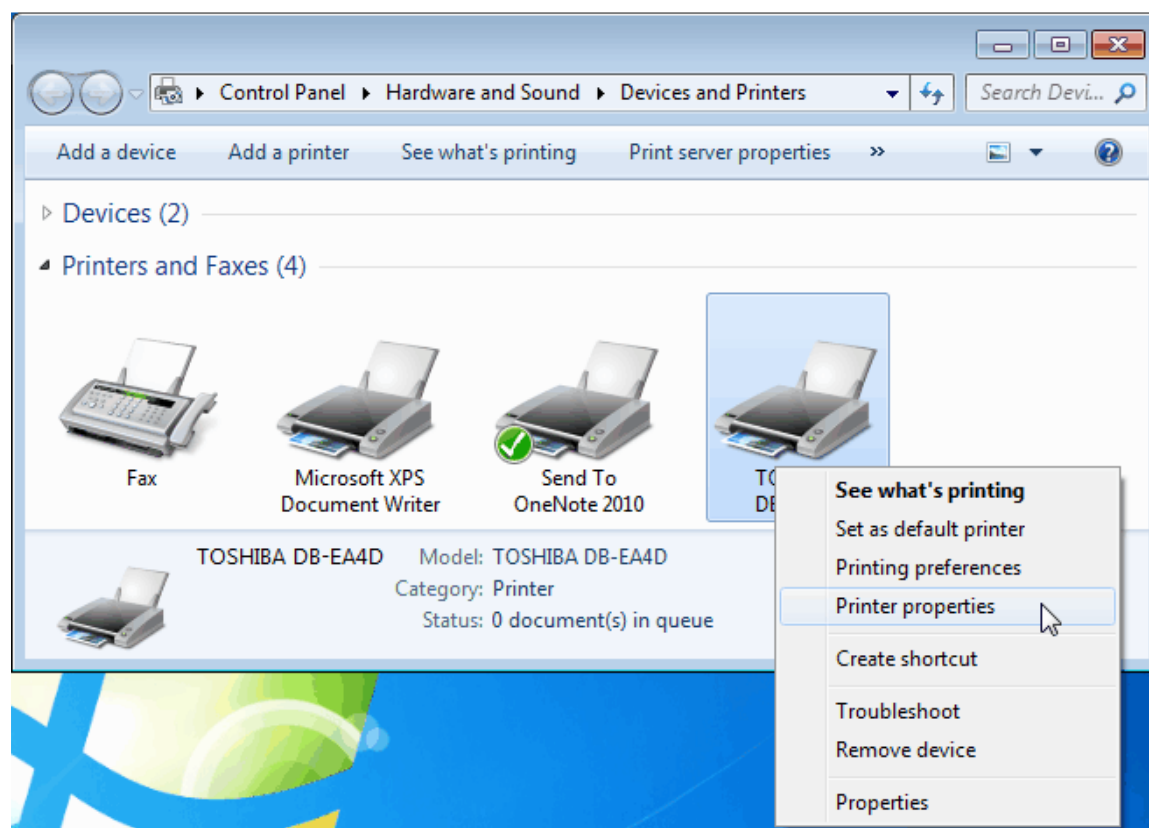 Control Panel Hardware and Sound Devices and Printers Search Devi...
Add a device Add a printer See what's printing Print server properties »
Devices (2)
Printers and Faxes (4)
Fax
Microsoft XPS
Document Writer
Send To
OneNote 2010
TOSHIBA DB-EA4D Model: TOSHIBA DB-EA4D
Category: Printer
Status: 0 document(s) in queue
See what's printing
Set as default printer
Printing preferences
Printer properties
Create shortcut
Troubleshoot
Remove device
Properties